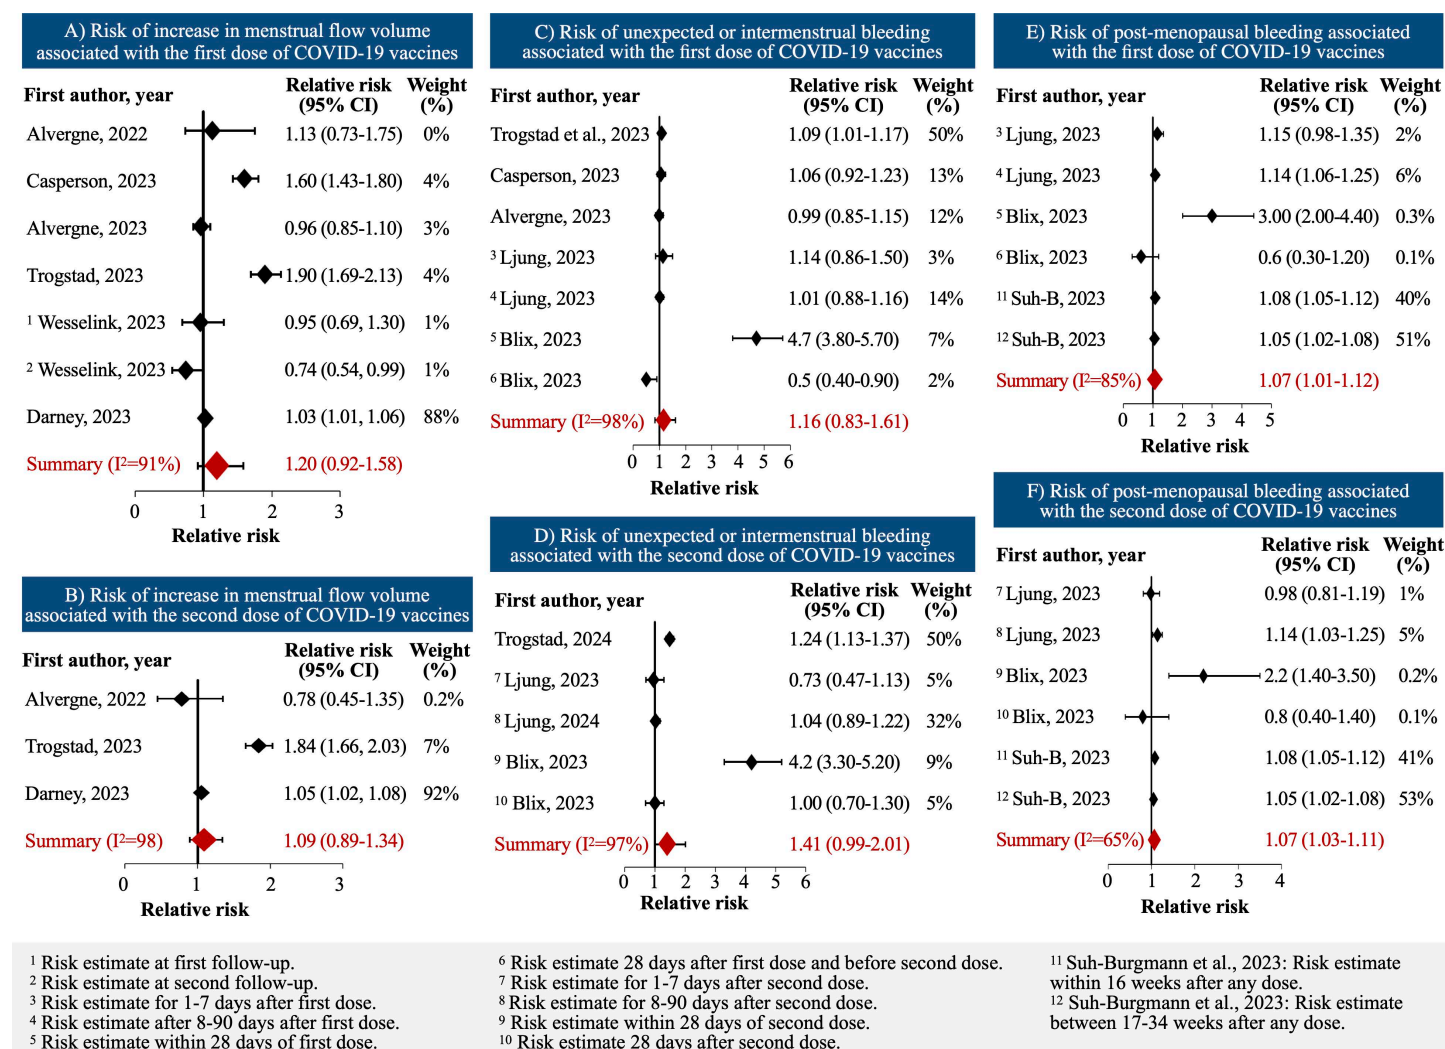 A) Risk of increase in menstrual flow volume
associated with the first dose of COVID-19 vaccines
First author, year Relative risk (95% CI) Weight (%)
Alvergne, 2022 1.13 (0.73-1.75) 0%
Casperson, 2023 1.60 (1.43-1.80) 4%
Alvergne, 2023 0.96 (0.85-1.10) 3%
Trogstad, 2023 1.90 (1.69-2.13) 4%
¹ Wesselink, 2023 0.95 (0.69, 1.30) 1%
² Wesselink, 2023 0.74 (0.54, 0.99) 1%
Darney, 2023 1.03 (1.01, 1.06) 88%
Summary (I²=91%) 1.20 (0.92-1.58)
0 1 2 3
Relative risk
B) Risk of increase in menstrual flow volume
associated with the second dose of COVID-19 vaccines
First author, year Relative risk (95% CI) Weight (%)
Alvergne, 2022 0.78 (0.45-1.35) 0.2%
Trogstad, 2023 1.84 (1.66, 2.03) 7%
Darney, 2023 1.05 (1.02, 1.08) 92%
Summary (I²=98) 1.09 (0.89-1.34)
0 1 2 3
Relative risk
C) Risk of unexpected or intermenstrual bleeding
associated with the first dose of COVID-19 vaccines
First author, year Relative risk (95% CI) Weight (%)
Trogstad et al., 2023 1.09 (1.01-1.17) 50%
Casperson, 2023 1.06 (0.92-1.23) 13%
Alvergne, 2023 0.99 (0.85-1.15) 12%
³ Ljung, 2023 1.14 (0.86-1.50) 3%
⁴ Ljung, 2023 1.01 (0.88-1.16) 14%
⁵ Blix, 2023 4.7 (3.80-5.70) 7%
⁶ Blix, 2023 0.5 (0.40-0.90) 2%
Summary (I²=98%) 1.16 (0.83-1.61)
0 1 2 3 4 5 6
Relative risk
D) Risk of unexpected or intermenstrual bleeding
associated with the second dose of COVID-19 vaccines
First author, year Relative risk (95% CI) Weight (%)
Trogstad, 2024 1.24 (1.13-1.37) 50%
⁷ Ljung, 2023 0.73 (0.47-1.13) 5%
⁸ Ljung, 2024 1.04 (0.89-1.22) 32%
⁹ Blix, 2023 4.2 (3.30-5.20) 9%
¹⁰ Blix, 2023 1.00 (0.70-1.30) 5%
Summary (I²=97%) 1.41 (0.99-2.01)
0 1 2 3 4 5 6
Relative risk
E) Risk of post-menopausal bleeding associated
with the first dose of COVID-19 vaccines
First author, year Relative risk (95% CI) Weight (%)
³ Ljung, 2023 1.15 (0.98-1.35) 2%
⁴ Ljung, 2023 1.14 (1.06-1.25) 6%
⁵ Blix, 2023 3.00 (2.00-4.40) 0.3%
⁶ Blix, 2023 0.6 (0.30-1.20) 0.1%
¹¹ Suh-B, 2023 1.08 (1.05-1.12) 40%
¹² Suh-B, 2023 1.05 (1.02-1.08) 51%
Summary (I²=85%) 1.07 (1.01-1.12)
0 1 2 3 4 5
Relative risk
F) Risk of post-menopausal bleeding associated
with the second dose of COVID-19 vaccines
First author, year Relative risk (95% CI) Weight (%)
⁷ Ljung, 2023 0.98 (0.81-1.19) 1%
⁸ Ljung, 2023 1.14 (1.03-1.25) 5%
⁹ Blix, 2023 2.2 (1.40-3.50) 0.2%
¹⁰ Blix, 2023 0.8 (0.40-1.40) 0.1%
¹¹ Suh-B, 2023 1.08 (1.05-1.12) 41%
¹² Suh-B, 2023 1.05 (1.02-1.08) 53%
Summary (I²=65%) 1.07 (1.03-1.11)
0 1 2 3 4
Relative risk
¹ Risk estimate at first follow-up.
² Risk estimate at second follow-up.
³ Risk estimate for 1-7 days after first dose.
⁴ Risk estimate after 8-90 days after first dose.
⁵ Risk estimate within 28 days of first dose.
⁶ Risk estimate 28 days after first dose and before second dose.
⁷ Risk estimate for 1-7 days after second dose.
⁸ Risk estimate for 8-90 days after second dose.
⁹ Risk estimate within 28 days of second dose.
¹⁰ Risk estimate 28 days after second dose.
¹¹ Suh-Burgmann et al., 2023: Risk estimate
within 16 weeks after any dose.
¹² Suh-Burgmann et al., 2023: Risk estimate
between 17-34 weeks after any dose.